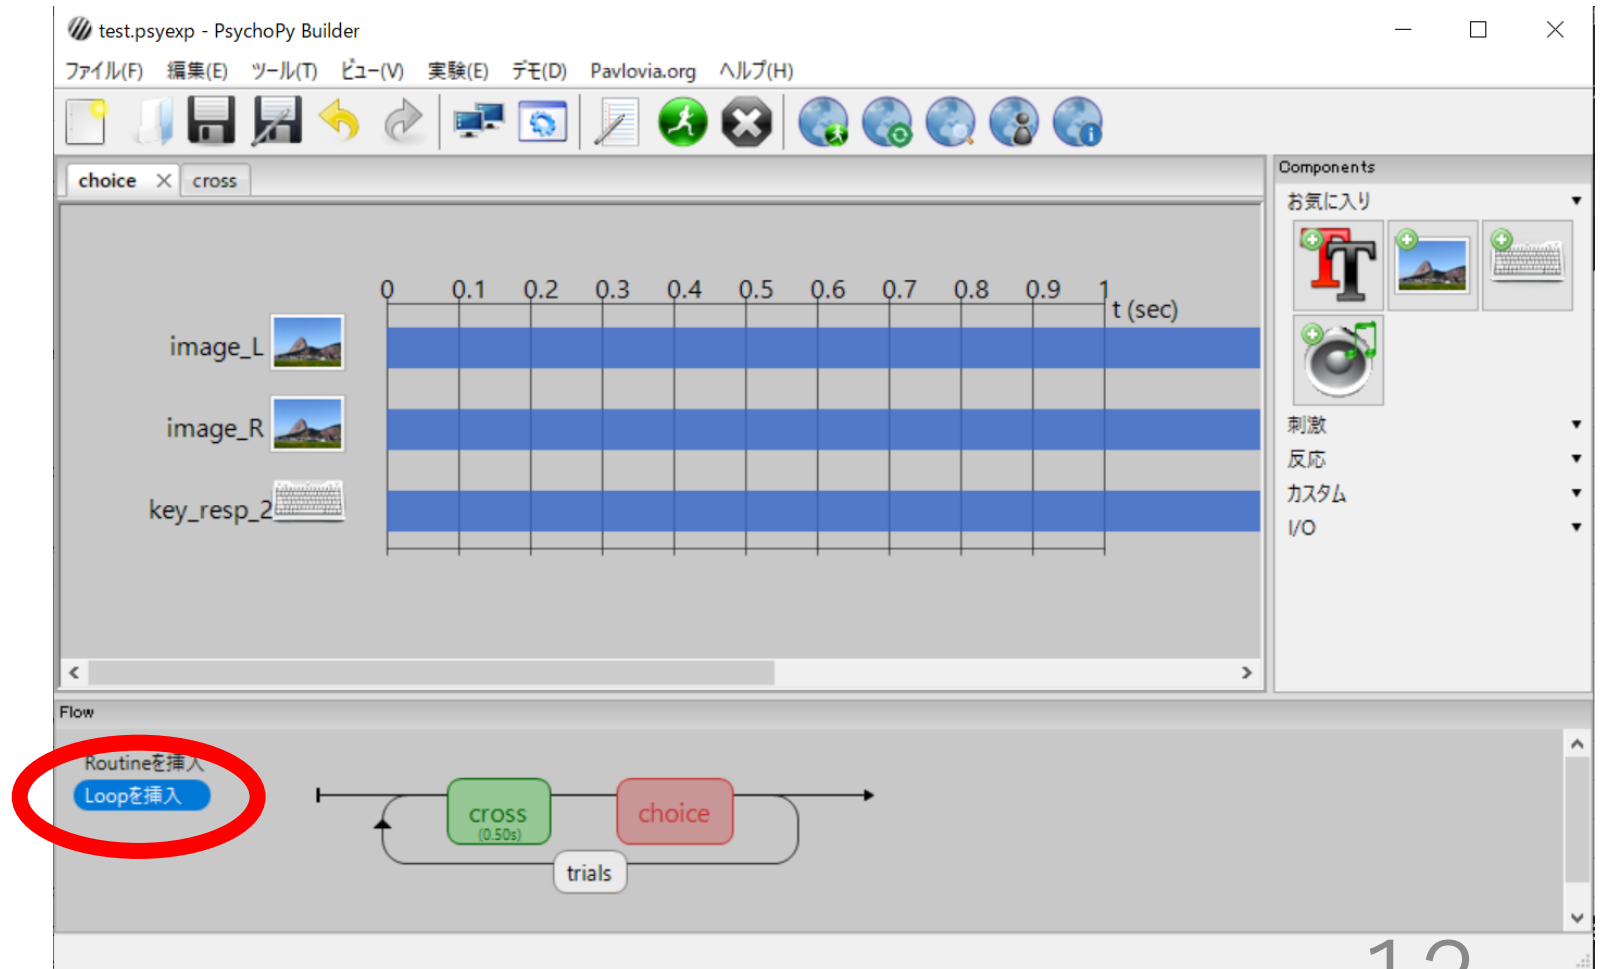 test.psyexp - PsychoPy Builder
ファイル(F) 編集(E) ツール(T) ビュー(V) 実験(E) デモ(D) Pavlovia.org ヘルプ(H)
choice cross
Components
お気に入り
0 0.1 0.2 0.3 0.4 0.5 0.6 0.7 0.8 0.9 1
t (sec)
image_L
image_R
key_resp_2
刺激
反応
カスタム
I/O
Flow
Routineを挿入
Loopを挿入
cross
(0.50s)
choice
trials
12